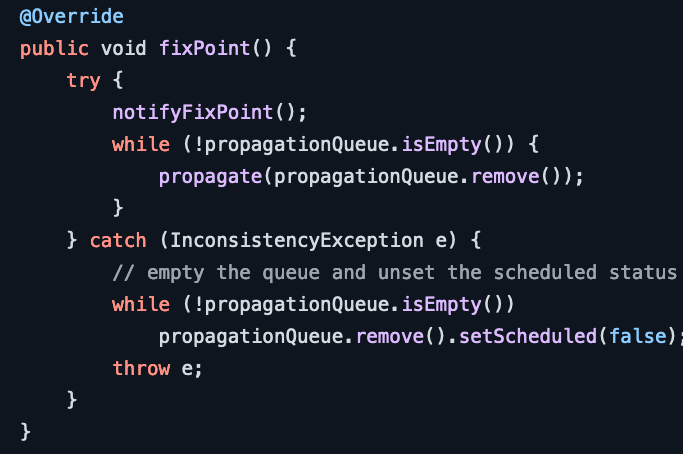 @Override
public void fixPoint() {
    try {
        notifyFixPoint();
        while (!propagationQueue.isEmpty()) {
            propagate(propagationQueue.remove());
        }
    } catch (InconsistencyException e) {
        // empty the queue and unset the scheduled status
        while (!propagationQueue.isEmpty())
            propagationQueue.remove().setScheduled(false);
        throw e;
    }
}